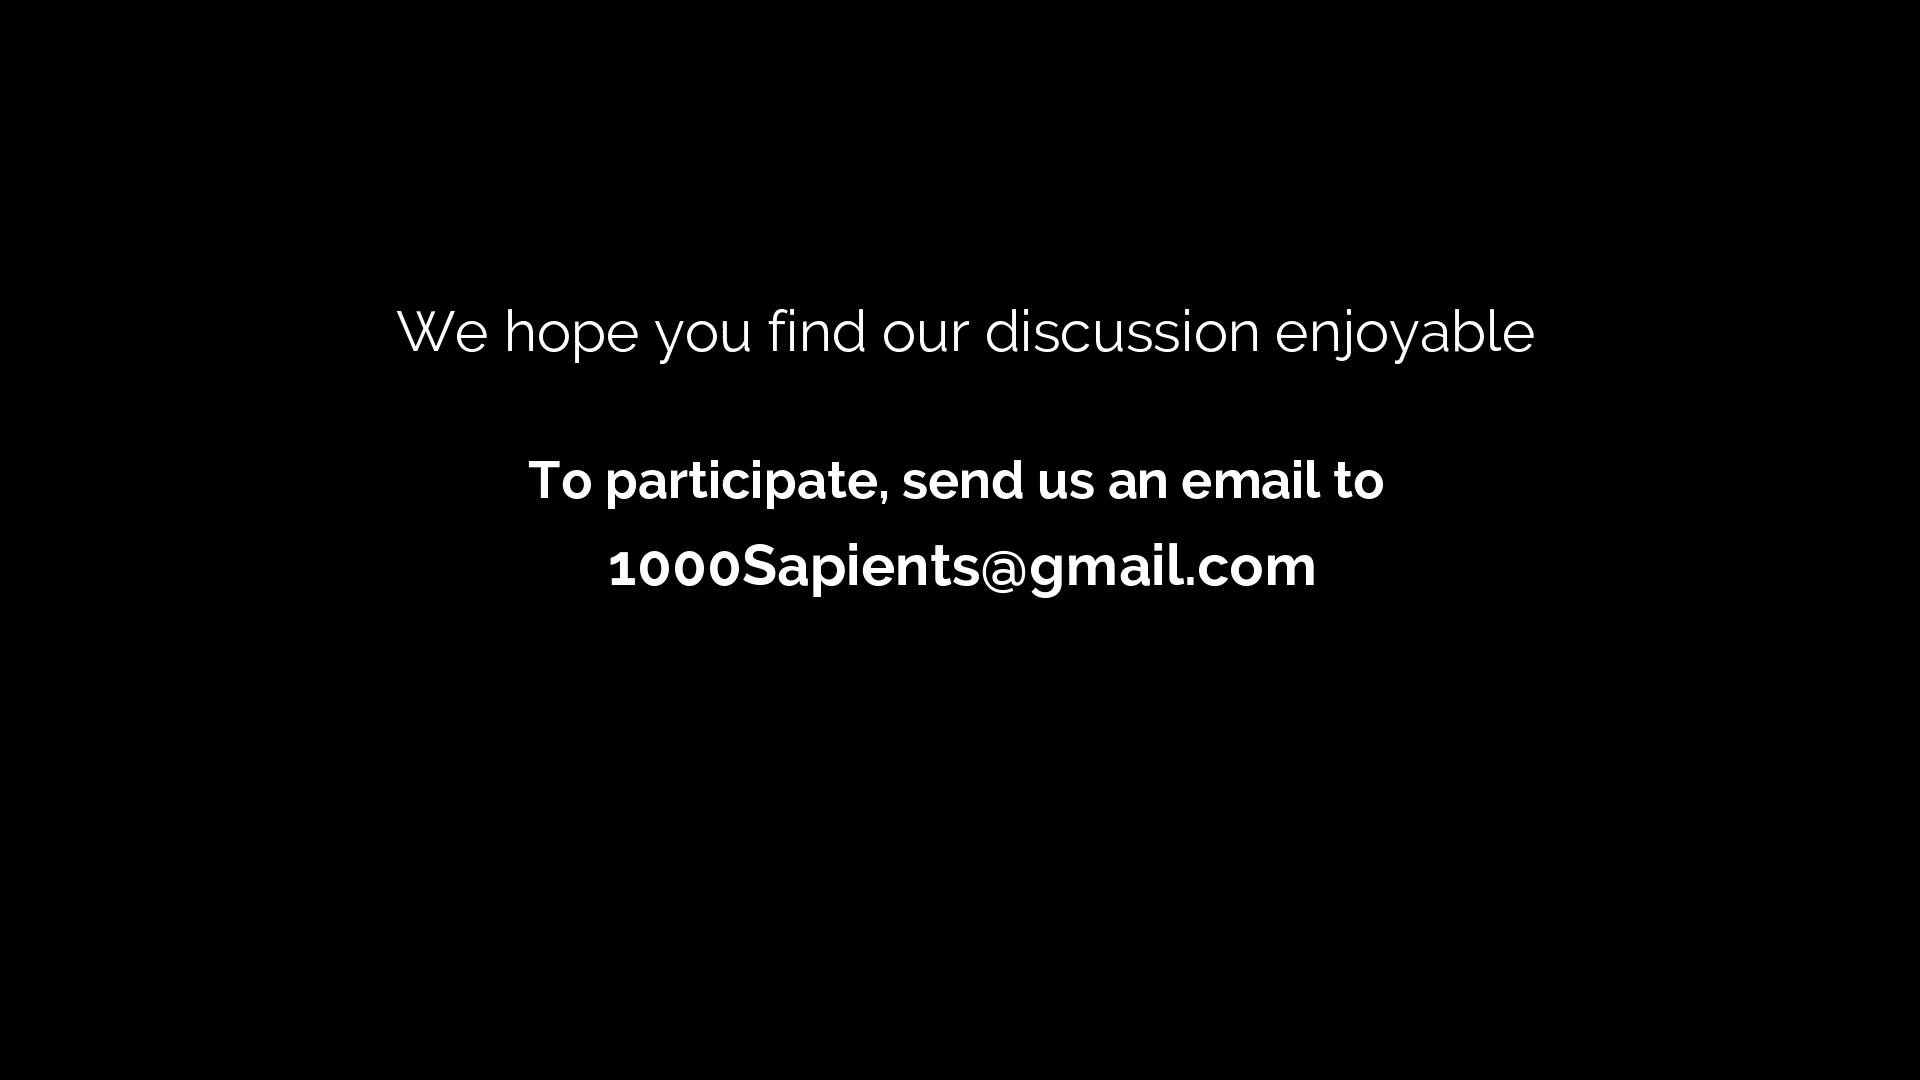 We hope you find our discussion enjoyable
To participate, send us an email to
1000Sapients@gmail.com